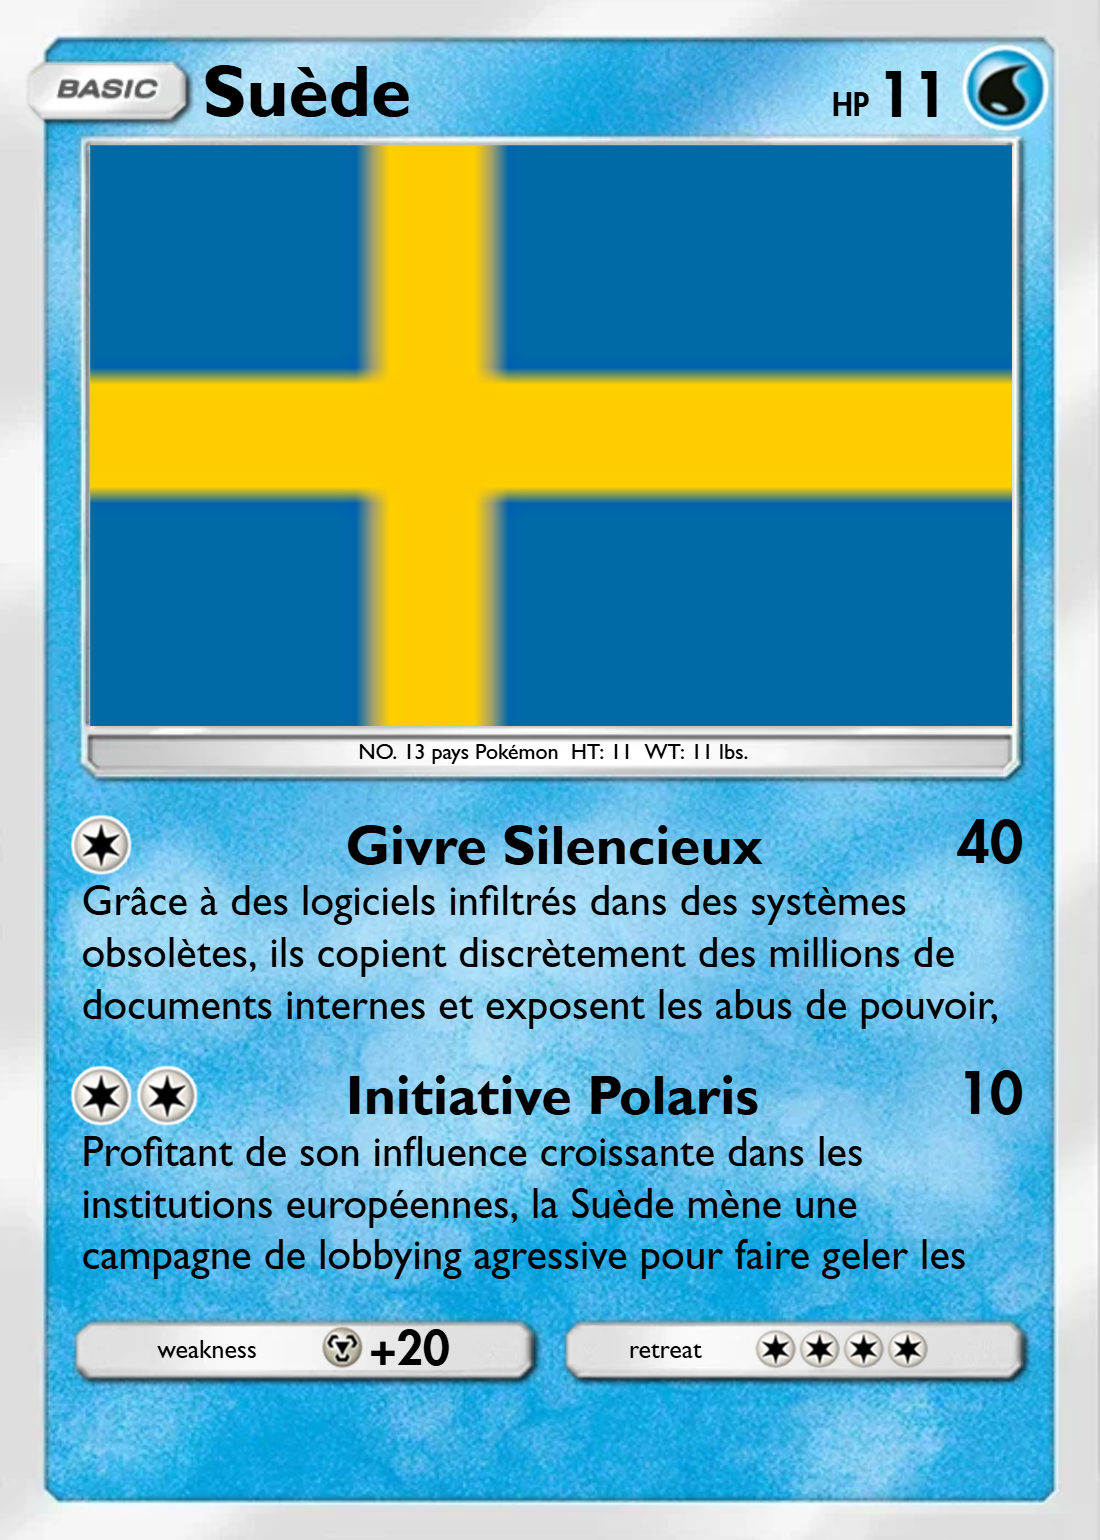 BASIC Suède HP 11
NO. 13 pays Pokémon HT: 11 WT: 11 lbs.
Givre Silencieux 40
Grâce à des logiciels infiltrés dans des systèmes
obsolètes, ils copient discrètement des millions de
documents internes et exposent les abus de pouvoir,
Initiative Polaris 10
Profitant de son influence croissante dans les
institutions européennes, la Suède mène une
campagne de lobbying agressive pour faire geler les
weakness +20 retreat